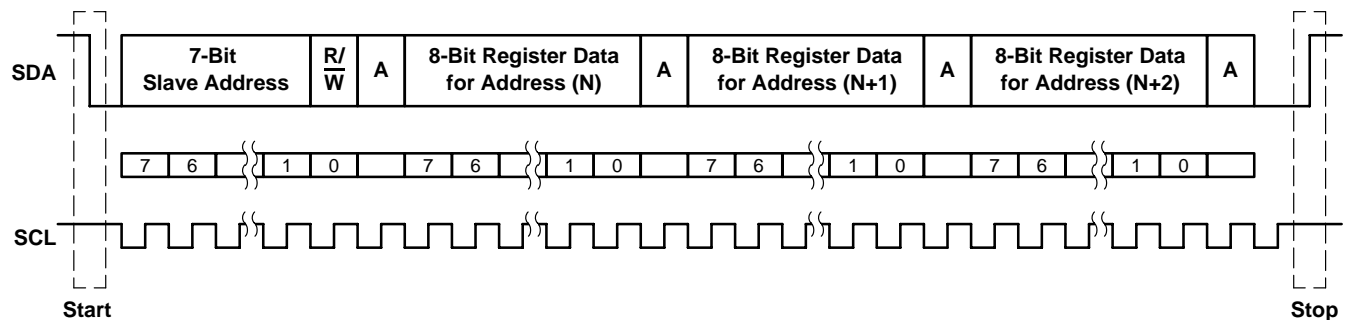 SDA
7-Bit
Slave Address
R/
W
A
8-Bit Register Data
for Address (N)
A
8-Bit Register Data
for Address (N+1)
A
8-Bit Register Data
for Address (N+2)
A
7 6 1 0 7 6 1 0 7 6 1 0 7 6 1 0
SCL
Start
Stop